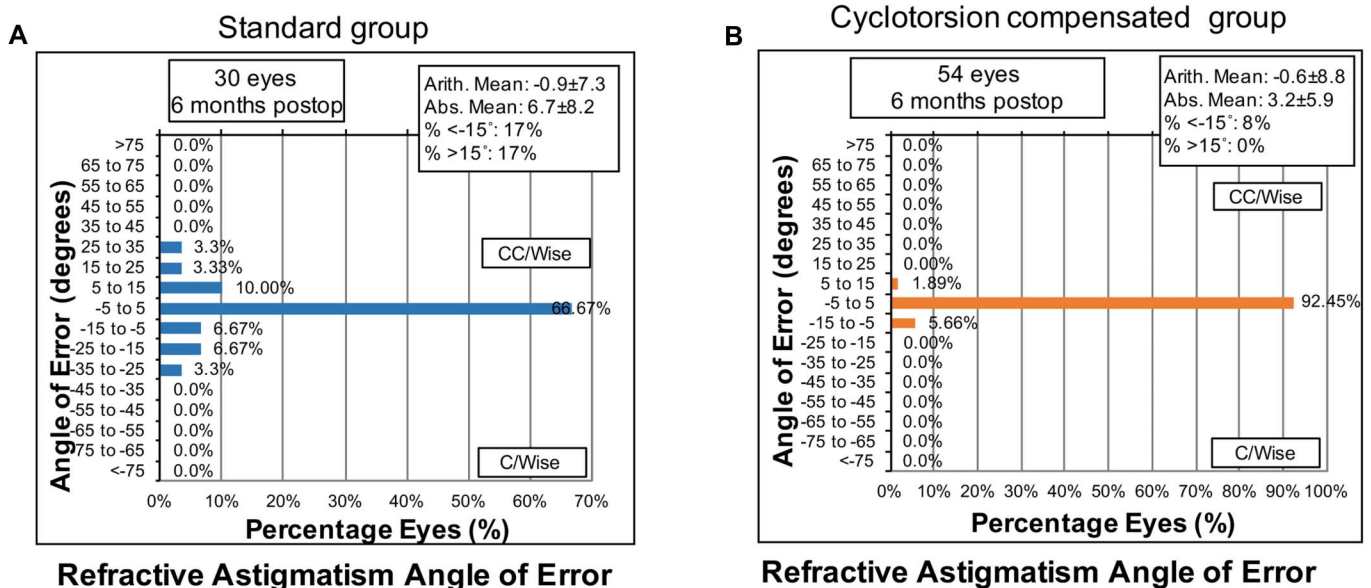 A
Standard group
30 eyes
6 months postop
Arith. Mean: -0.9±7.3
Abs. Mean: 6.7±8.2
% <-15˚: 17%
% >15˚: 17%
Angle of Error (degrees)
>75 0.0%
65 to 75 0.0%
55 to 65 0.0%
45 to 55 0.0%
35 to 45 0.0%
25 to 35 3.3%
15 to 25 3.33%
5 to 15 10.00%
-5 to 5 66.67%
-15 to -5 6.67%
-25 to -15 6.67%
-35 to -25 3.3%
-45 to -35 0.0%
-55 to -45 0.0%
-65 to -55 0.0%
-75 to -65 0.0%
<-75 0.0%
CC/Wise
C/Wise
0% 10% 20% 30% 40% 50% 60% 70%
Percentage Eyes (%)
Refractive Astigmatism Angle of Error
B
Cyclotorsion compensated group
54 eyes
6 months postop
Arith. Mean: -0.6±8.8
Abs. Mean: 3.2±5.9
% <-15˚: 8%
% >15˚: 0%
Angle of Error (degrees)
>75 0.0%
65 to 75 0.0%
55 to 65 0.0%
45 to 55 0.0%
35 to 45 0.0%
25 to 35 0.0%
15 to 25 0.00%
5 to 15 1.89%
-5 to 5 92.45%
-15 to -5 5.66%
-25 to -15 0.00%
-35 to -25 0.0%
-45 to -35 0.0%
-55 to -45 0.0%
-65 to -55 0.0%
-75 to -65 0.0%
<-75 0.0%
CC/Wise
C/Wise
0% 10% 20% 30% 40% 50% 60% 70% 80% 90% 100%
Percentage Eyes (%)
Refractive Astigmatism Angle of Error